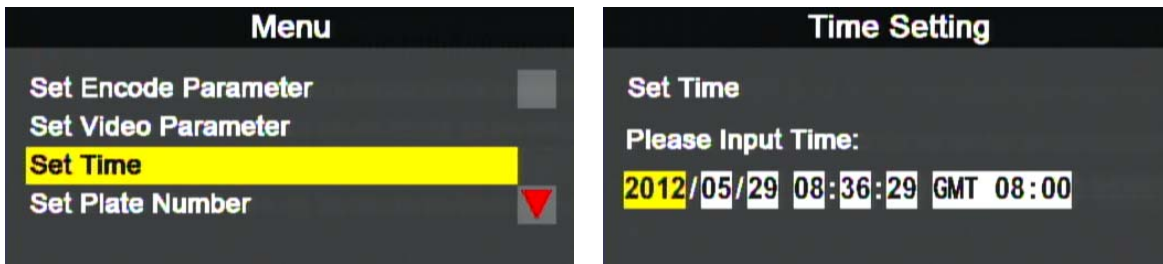 Menu
Set Encode Parameter
Set Video Parameter
Set Time
Set Plate Number
Time Setting
Set Time
Please Input Time:
2012/05/29 08:36:29 GMT 08:00